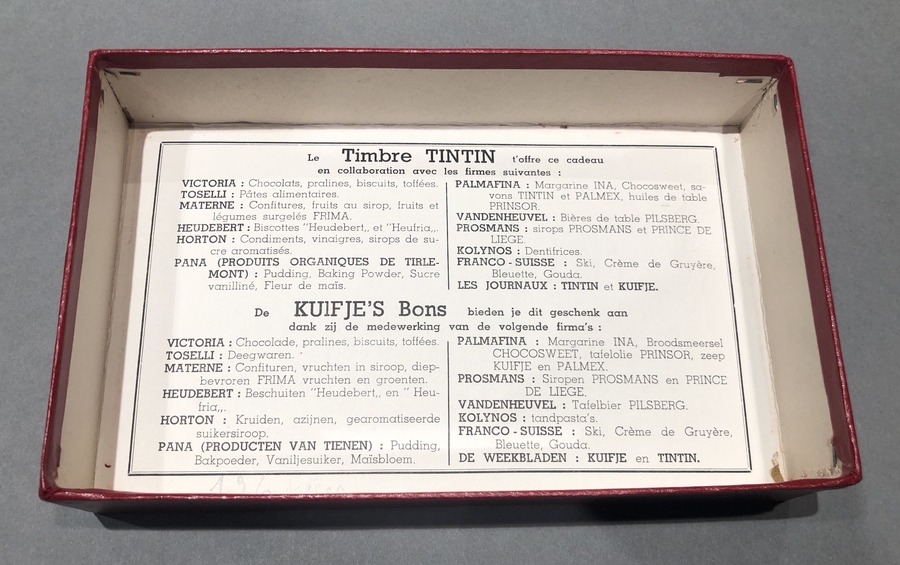 Le Timbre TINTIN t'offre ce cadeau
en collaboration avec les firmes suivantes :
VICTORIA : Chocolats, pralines, biscuits, toffées.
TOSELLI : Pâtes alimentaires.
MATERNE : Confitures, fruits au sirop, fruits et
légumes surgelés FRIMA.
HEUDEBERT : Biscottes "Heudebert,, et "Heufria,,.
HORTON : Condiments, vinaigres, sirops de su-
cre aromatisés.
PANA (PRODUITS ORGANIQUES DE TIRLE-
MONT) : Pudding, Baking Powder, Sucre
vanilliné, Fleur de maïs.
PALMAFINA : Margarine INA, Chocosweet, sa-
vons TINTIN et PALMEX, huiles de table
PRINSOR.
VANDENHEUVEL : Bières de table PILSBERG.
PROSMANS : sirops PROSMANS et PRINCE DE
LIEGE.
KOLYNOS : Dentifrices.
FRANCO-SUISSE : Ski, Crème de Gruyère,
Bleuette, Gouda.
LES JOURNAUX : TINTIN et KUIFJE.
De KUIFJE'S Bons bieden je dit geschenk aan
dank zij de medewerking van de volgende firma's :
VICTORIA : Chocolade, pralines, biscuits, toffées.
TOSELLI : Deegwaren.
MATERNE : Confituren, vruchten in siroop, diep-
bevroren FRIMA vruchten en groenten.
HEUDEBERT : Beschuiten "Heudebert,, en " Heu-
fria,,.
HORTON : Kruiden, azijnen, gearomatiseerde
suikersiroop.
PANA (PRODUCTEN VAN TIENEN) : Pudding,
Bakpoeder, Vaniljesuiker, Maïsbloem.
PALMAFINA : Margarine INA, Broodsmeersel
CHOCOSWEET, tafelolie PRINSOR, zeep
KUIFJE en PALMEX.
PROSMANS : Siropen PROSMANS en PRINCE
DE LIEGE.
VANDENHEUVEL : Tafelbier PILSBERG.
KOLYNOS : tandpasta's.
FRANCO-SUISSE : Ski, Crème de Gruyère,
Bleuette, Gouda.
DE WEEKBLADEN : KUIFJE en TINTIN.